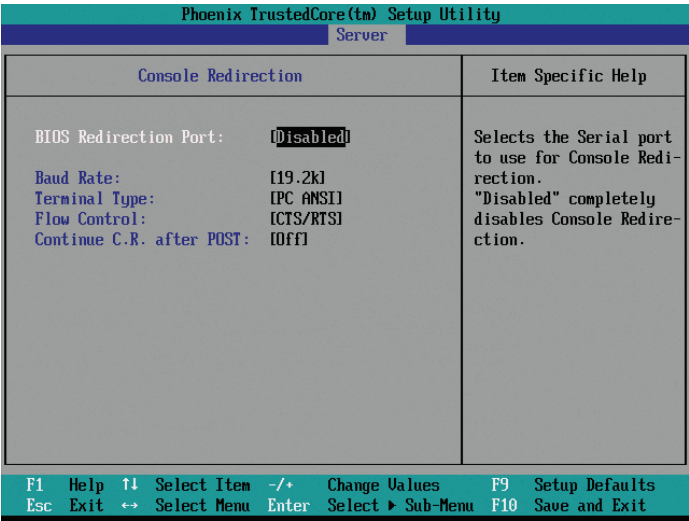 Phoenix TrustedCore(tm) Setup Utility
Server
Console Redirection
Item Specific Help
BIOS Redirection Port: [Disabled]
Baud Rate: [19.2k]
Terminal Type: [PC ANSI]
Flow Control: [CTS/RTS]
Continue C.R. after POST: [Off]
Selects the Serial port
to use for Console Redi-
rection.
"Disabled" completely
disables Console Redire-
ction.
F1 Help ↑↓ Select Item -/+ Change Values F9 Setup Defaults
Esc Exit ↔ Select Menu Enter Select ▶ Sub-Menu F10 Save and Exit